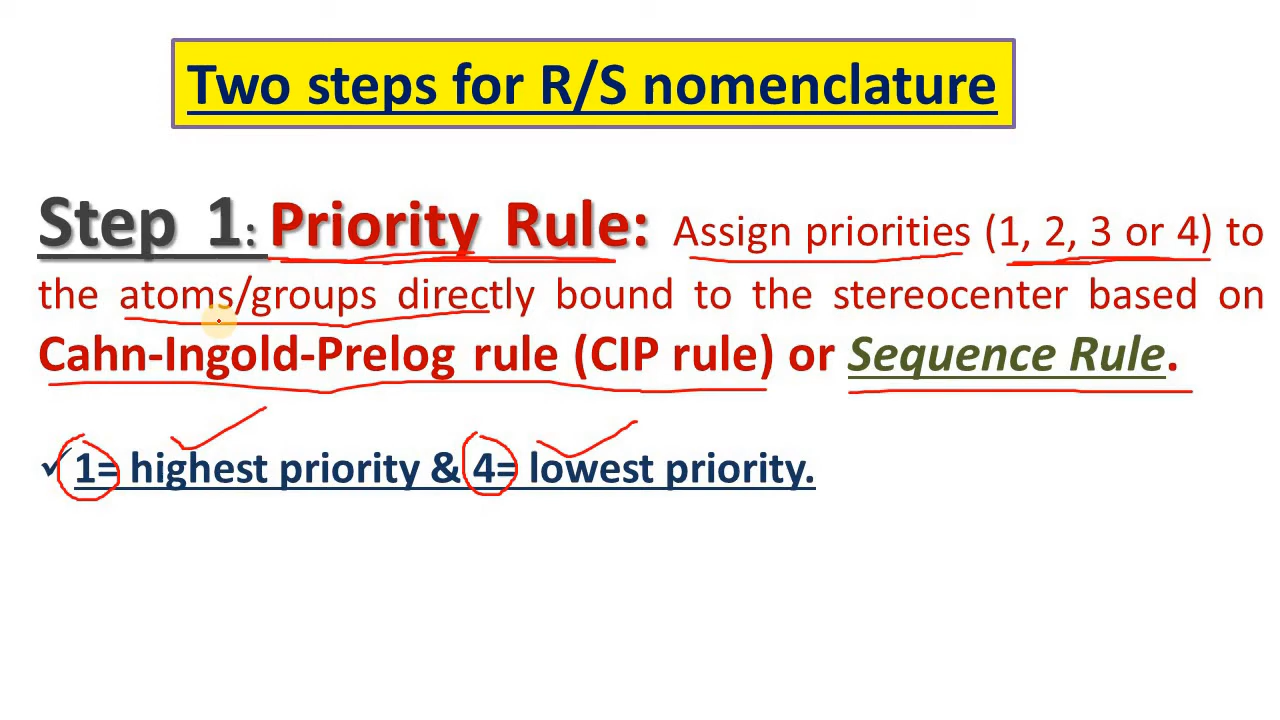 Two steps for R/S nomenclature
Step 1: Priority Rule: Assign priorities (1, 2, 3 or 4) to
the atoms/groups directly bound to the stereocenter based on
Cahn-Ingold-Prelog rule (CIP rule) or Sequence Rule.
✓1= highest priority & 4= lowest priority.